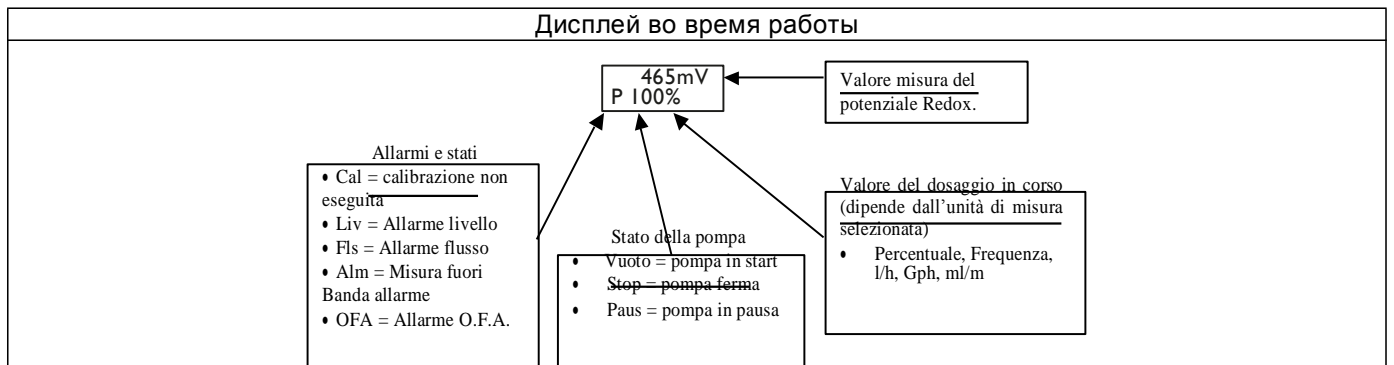 Дисплей во время работы
465mV
P 100%
Valore misura del
potenziale Redox.
Allarmi e stati
• Cal = calibrazione non
eseguita
• Liv = Allarme livello
• Fls = Allarme flusso
• Alm = Misura fuori
Banda allarme
• OFA = Allarme O.F.A.
Stato della pompa
• Vuoto = pompa in start
• Stop = pompa ferma
• Paus = pompa in pausa
Valore del dosaggio in corso
(dipende dall’unità di misura
selezionata)
• Percentuale, Frequenza,
l/h, Gph, ml/m